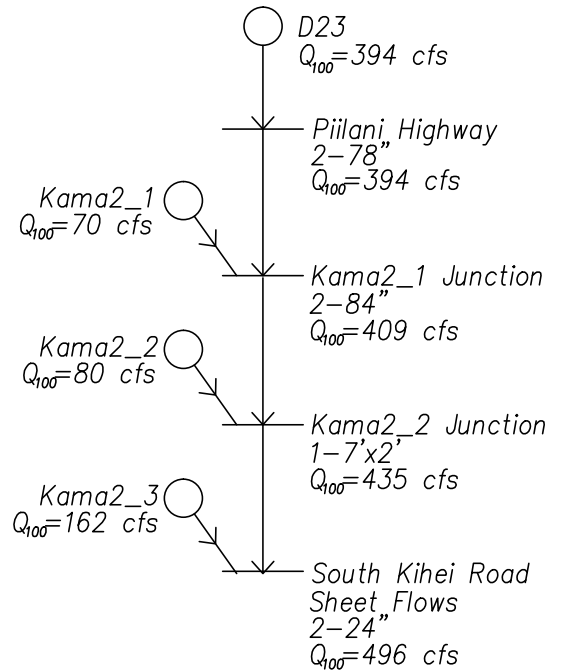 D23
Q100=394 cfs
Piilani Highway
2-78"
Q100=394 cfs
Kama2_1
Q100=70 cfs
Kama2_1 Junction
2-84"
Q100=409 cfs
Kama2_2
Q100=80 cfs
Kama2_2 Junction
1-7'x2'
Q100=435 cfs
Kama2_3
Q100=162 cfs
South Kihei Road
Sheet Flows
2-24"
Q100=496 cfs